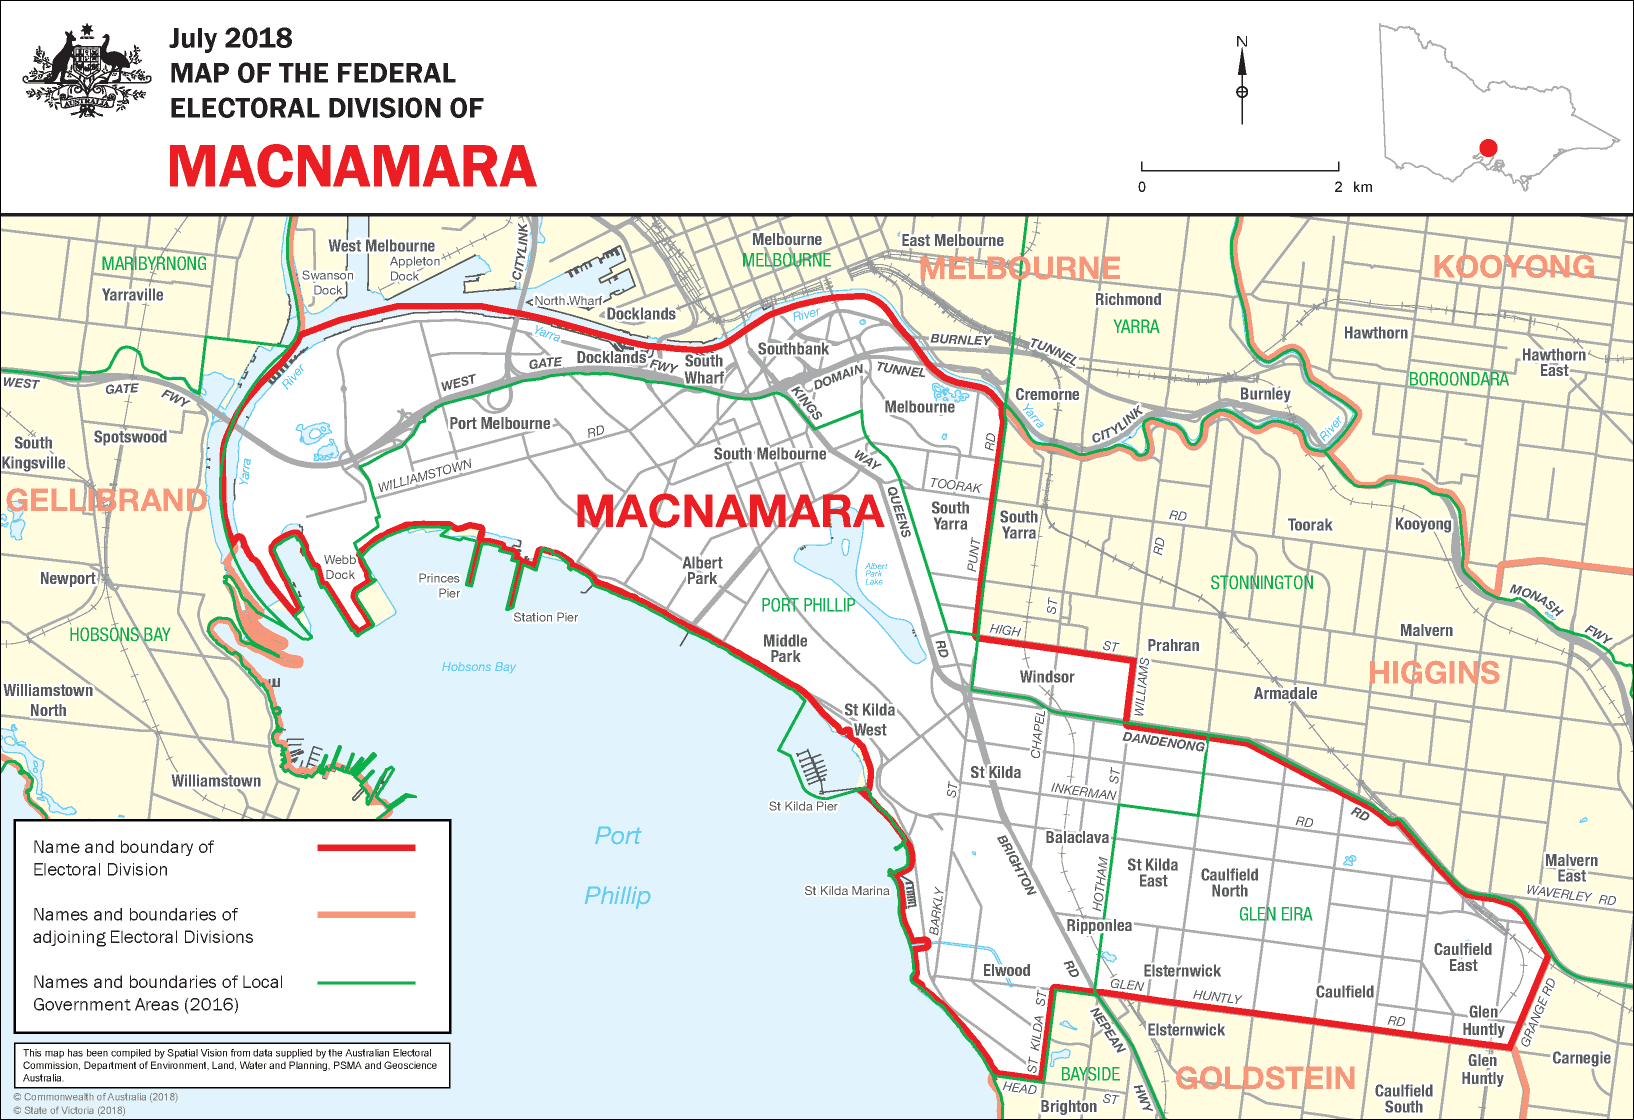 July 2018
MAP OF THE FEDERAL
ELECTORAL DIVISION OF
MACNAMARA
AUSTRALIA
N
0 2 km
West Melbourne
Appleton
Dock
Swanson
Dock
MARIBYRNONG
Yarraville
CITYLINK
North Wharf
Docklands
Melbourne
MELBOURNE
East Melbourne
MELBOURNE
KOOYONG
Richmond
YARRA
Hawthorn
Hawthorn
East
BOROONDARA
Yarra
River
BURNLEY
TUNNEL
Docklands
South
Wharf
Southbank
DOMAIN
TUNNEL
WEST
GATE
FWY
WEST
GATE
FWY
River
KINGS
WAY
Melbourne
Cremorne
Yarra
CITYLINK
Burnley
River
Port Melbourne
RD
WILLIAMSTOWN
South Melbourne
Spotswood
South
Kingsville
GELLIBRAND
Yarra
MACNAMARA
TOORAK
RD
QUEENS
South
Yarra
South
Yarra
RD
RD
Toorak
Kooyong
PUNT
Webb
Dock
Newport
Princes
Pier
Station Pier
Albert
Park
Albert
Park
Lake
PORT PHILLIP
STONNINGTON
MONASH
FWY
HOBSONS BAY
Hobsons Bay
Middle
Park
RD
HIGH
ST
ST
Prahran
Malvern
HIGGINS
Windsor
WILLIAMS
Armadale
Williamstown
North
St Kilda
West
CHAPEL
DANDENONG
RD
Williamstown
St Kilda
ST
ST
INKERMAN
RD
St Kilda Pier
Port
Phillip
Balaclava
BRIGHTON
RD
HOTHAM
St Kilda
East
Caulfield
North
GLEN EIRA
Malvern
East
WAVERLEY RD
St Kilda Marina
BARKLY
Ripponlea
Caulfield
East
Elwood
Elsternwick
GLEN
HUNTLY
RD
Caulfield
Glen
Huntly
GRANGE RD
ST KILDA ST
NEPEAN
HWY
Elsternwick
Glen
Huntly
Carnegie
BAYSIDE
GOLDSTEIN
HEAD
ST
Brighton
Caulfield
South
Name and boundary of
Electoral Division
Names and boundaries of
adjoining Electoral Divisions
Names and boundaries of Local
Government Areas (2016)
This map has been compiled by Spatial Vision from data supplied by the Australian Electoral
Commission, Department of Environment, Land, Water and Planning, PSMA and Geoscience
Australia.
© Commonwealth of Australia (2018)
© State of Victoria (2018)